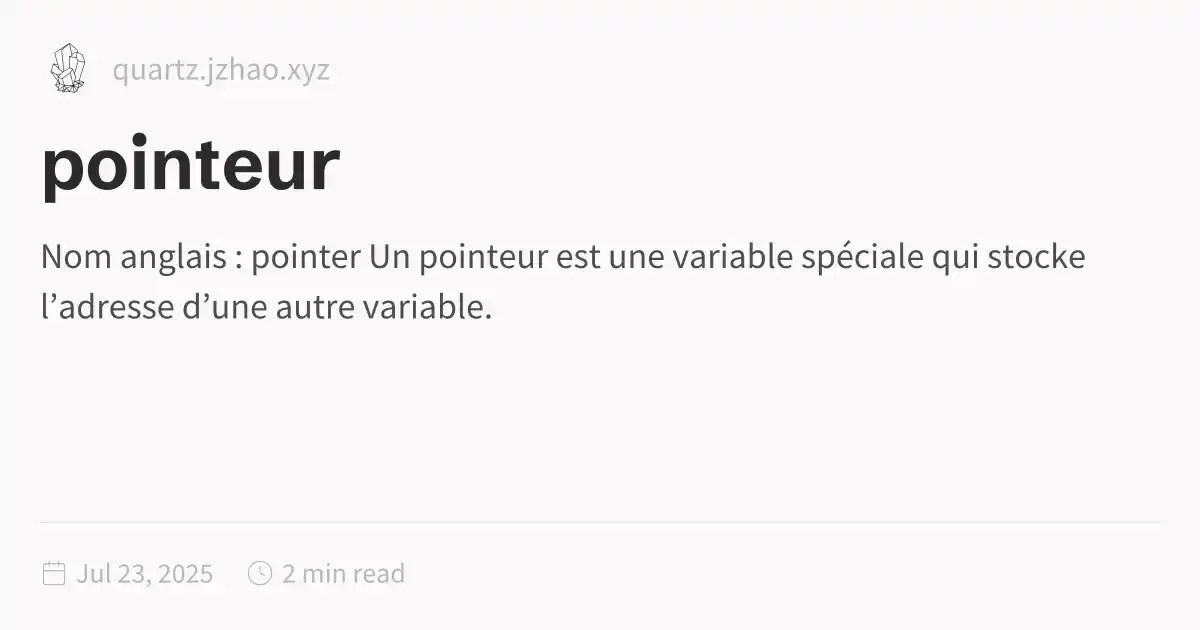 quartz.jzhao.xyz
pointeur
Nom anglais : pointer Un pointeur est une variable spéciale qui stocke
l’adresse d’une autre variable.
Jul 23, 2025 2 min read